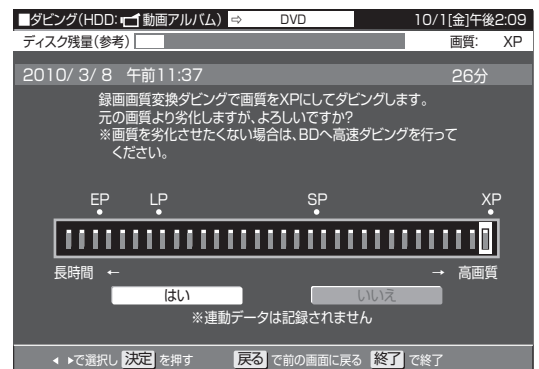 ■ダビング(HDD: 動画アルバム) ⇨ DVD 10/1[金]午後2:09
ディスク残量(参考) 画質: XP
2010/ 3/ 8 午前11:37 26分
録画画質変換ダビングで画質をXPにしてダビングします。
元の画質より劣化しますが、よろしいですか?
※画質を劣化させたくない場合は、BDへ高速ダビングを行って
ください。
EP LP SP XP
長時間 ← → 高画質
はい いいえ
※連動データは記録されません
◀ ▶で選択し 決定 を押す 戻る で前の画面に戻る 終了 で終了